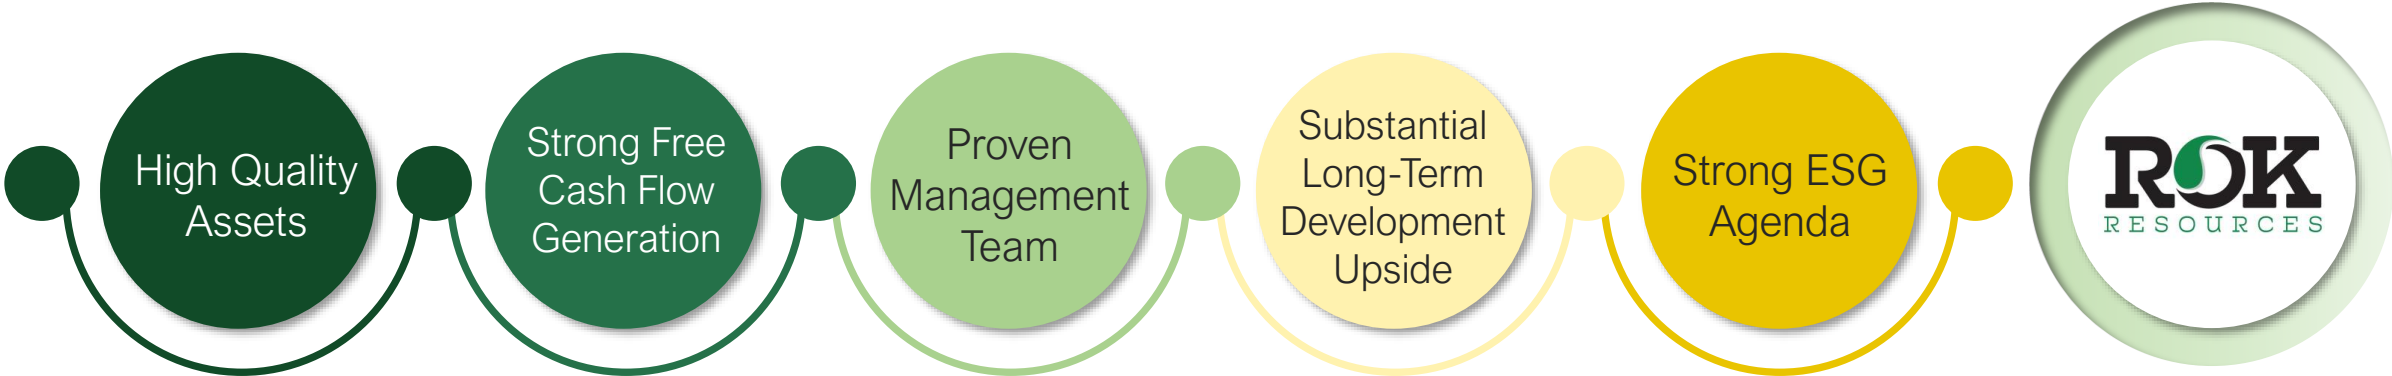 High Quality
Assets
Strong Free
Cash Flow
Generation
Proven
Management
Team
Substantial
Long-Term
Development
Upside
Strong ESG
Agenda
ROK
RESOURCES